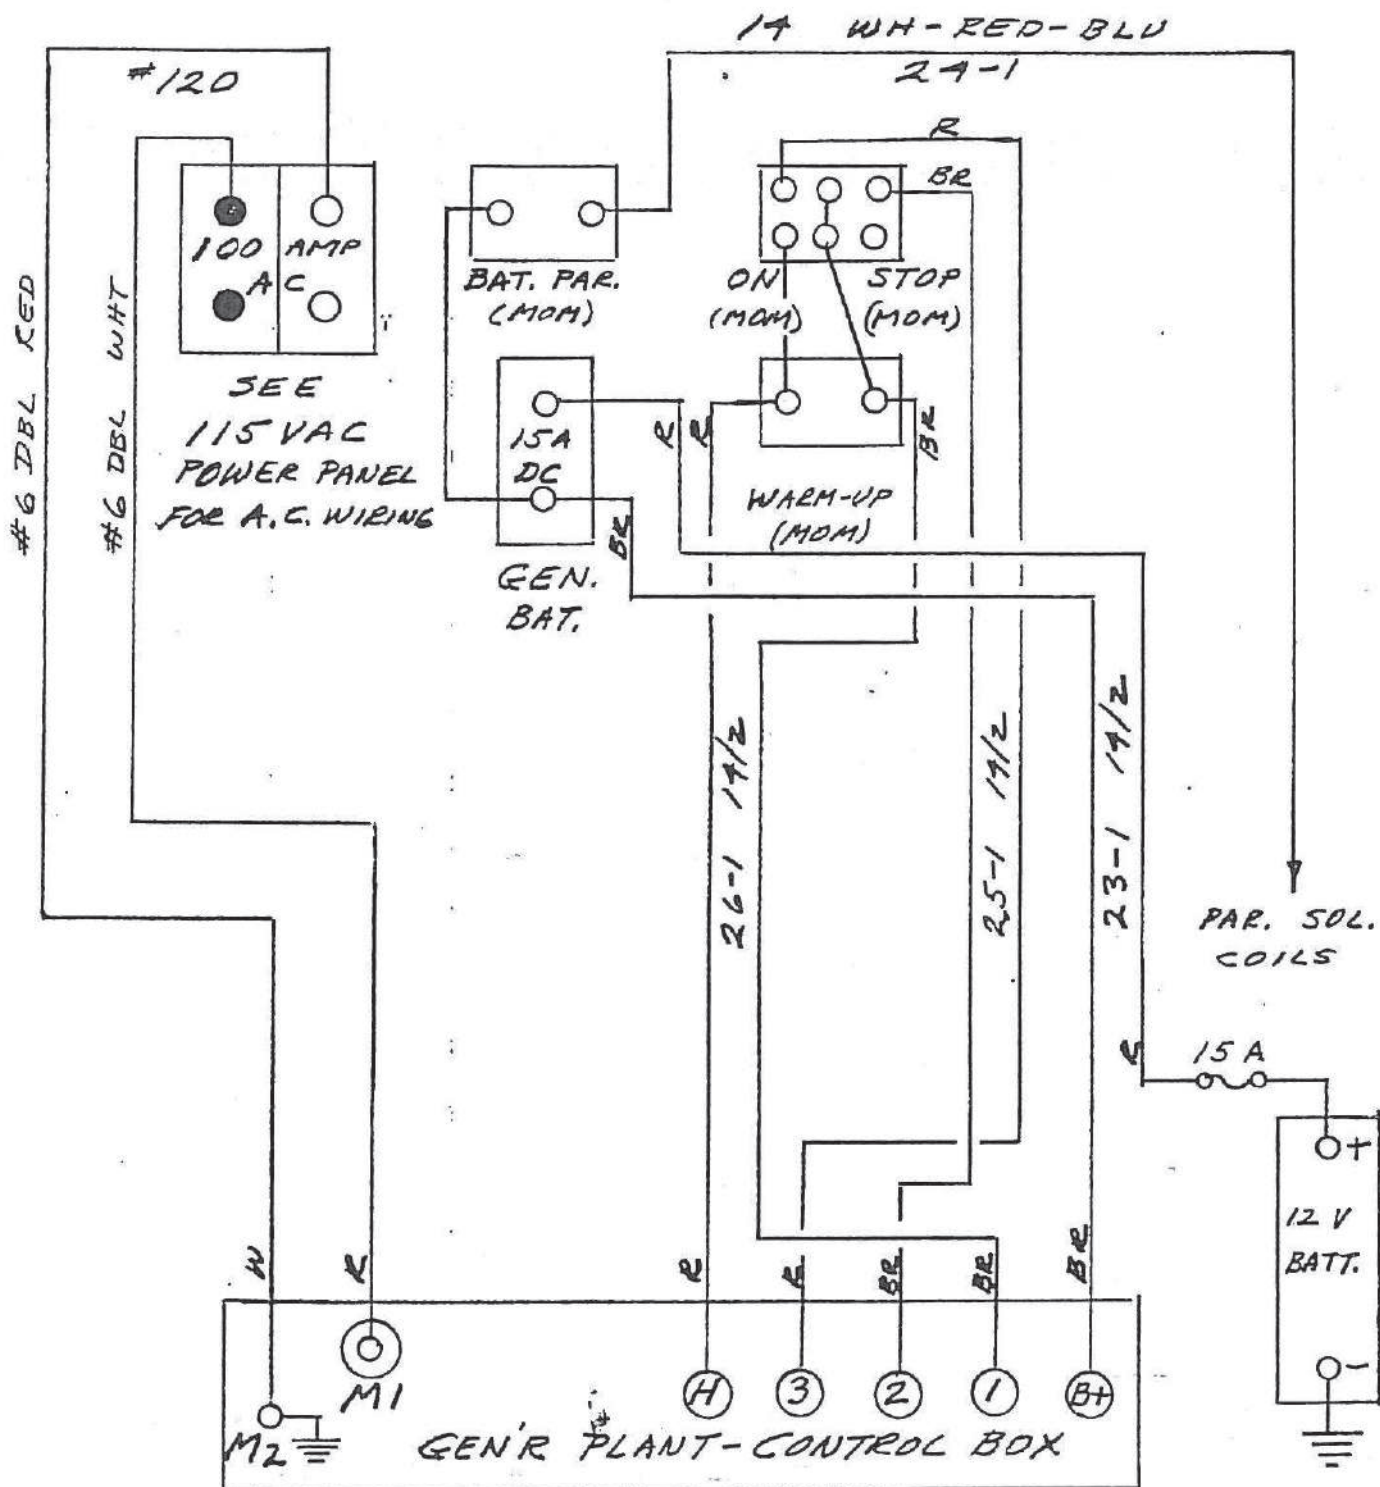 14 WH-RED-BLU
24-1
#120
R
BR
100 AMP
AC
BAT. PAR.
(MOM)
ON
(MOM)
STOP
(MOM)
#6 DBL RED
#6 DBL WHT
SEE
115 VAC
POWER PANEL
FOR A.C. WIRING
15A
DC
R
R
BR
BR
WARM-UP
(MOM)
GEN.
BAT.
26-1 14/2
25-1 14/2
23-1 14/2
PAR. SOL.
COILS
R
15 A
+
12 V
BATT.
-
W
R
R
R
BR
BR
BR
M1
M2
H
3
2
1
B+
GEN'R PLANT-CONTROL BOX